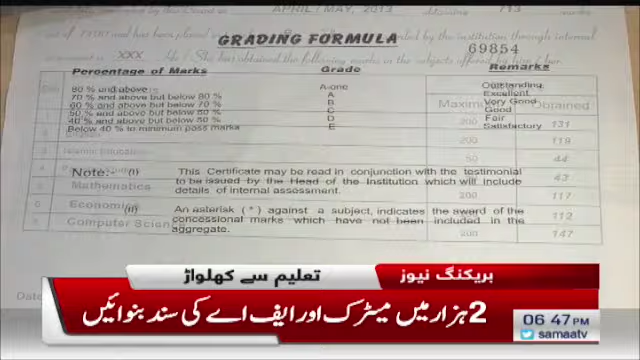 APRIL/ MAY, 2013
obtaining
713
GRADING FORMULA
69854
Percentage of Marks Grade Remarks
80 % and above A-one Outstanding
70 % and above but below 80 % A Excellent
60 % and above but below 70 % B Very Good
50 % and above but below 60 % C Good
40 % and above but below 50 % D Fair
Below 40 % to minimum pass marks E Satisfactory
Maximum Obtained
200 131
200 119
50 44
43
200 117
112
200 147
Note:- (i) This Certificate may be read in conjunction with the testimonial
to be issued by the Head of the Institution which will include
details of internal assessment.
(ii) An asterisk ( * ) against a subject, indicates the award of the
concessional marks which have not been included in the
aggregate.
Mathematics
Economics
Computer Scien
Date
تعلیم سے کھلواڑ
بریکنگ نیوز
2 ہزار میں میٹرک اور ایف اے کی سند بنوائیں
06:47 PM
samaatv